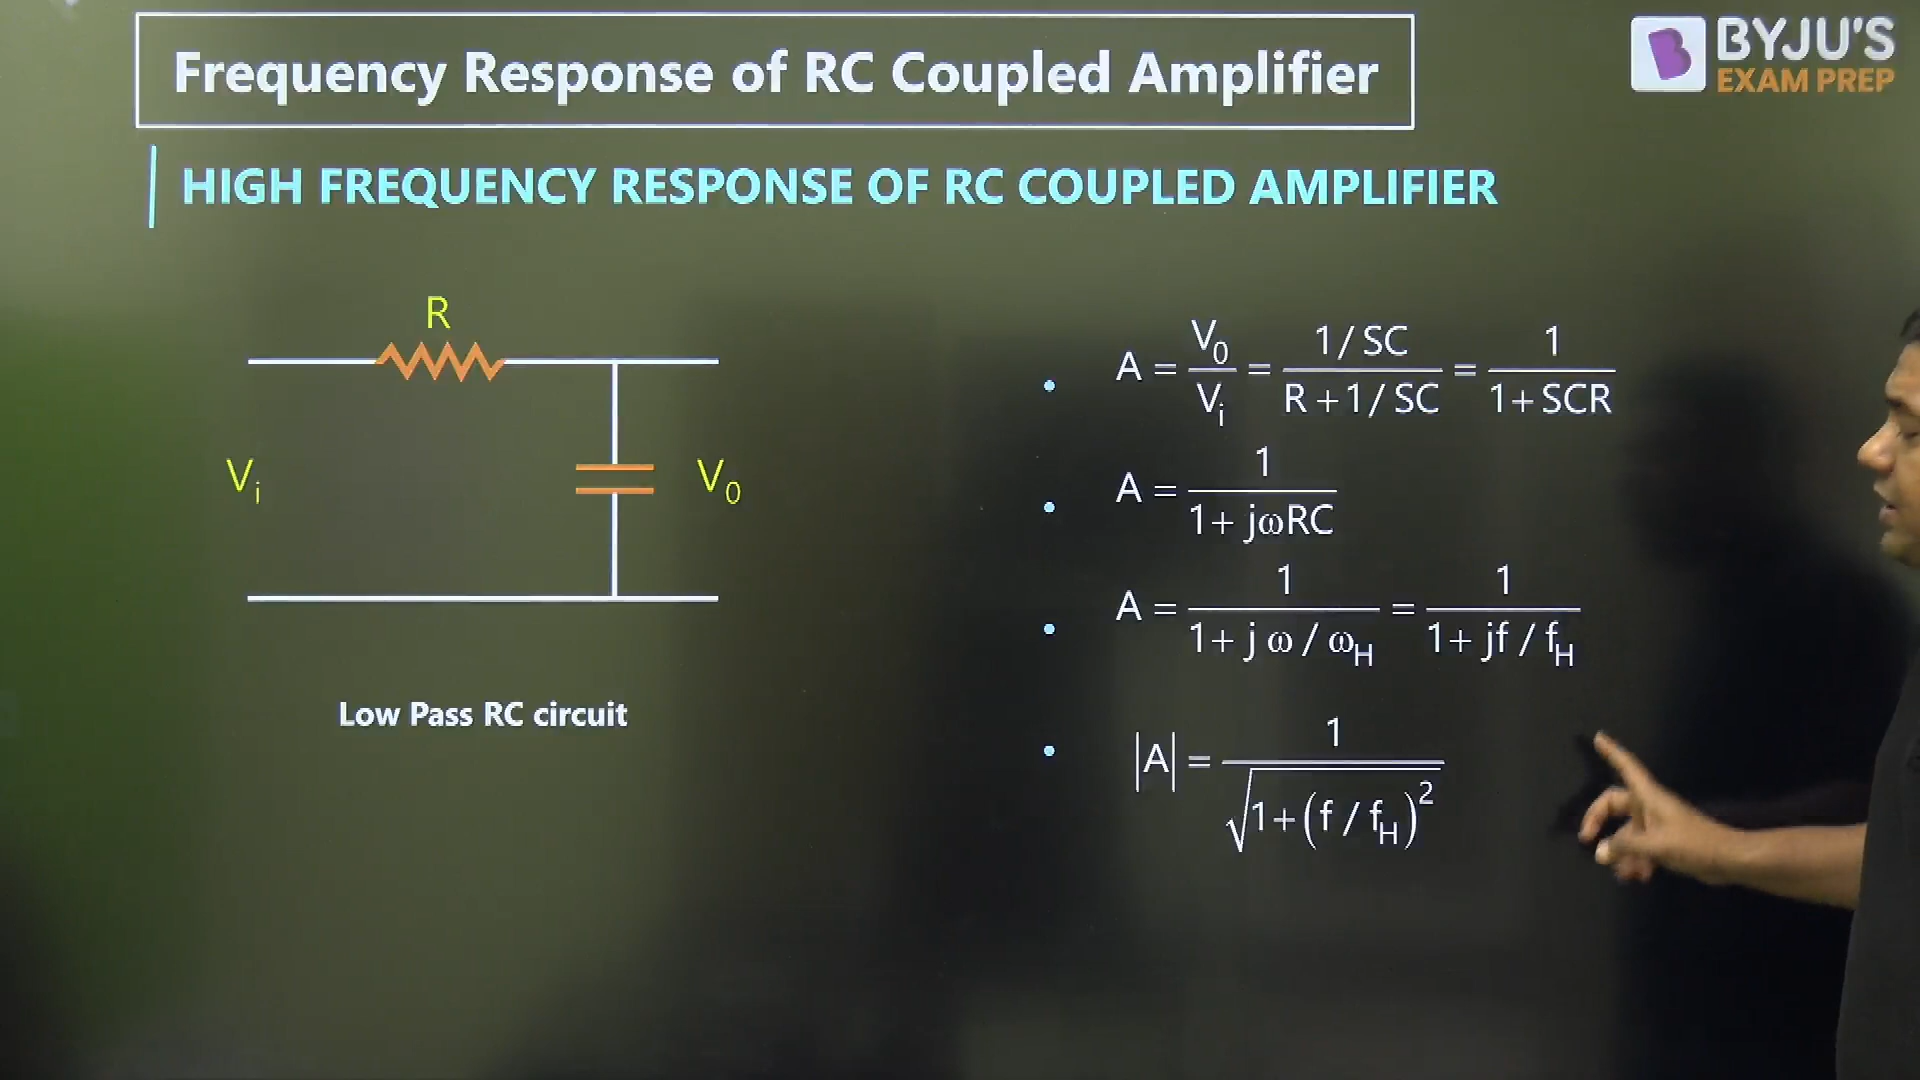 Frequency Response of RC Coupled Amplifier
BYJU'S
EXAM PREP
HIGH FREQUENCY RESPONSE OF RC COUPLED AMPLIFIER
R
V_i
V_0
Low Pass RC circuit
• A = V_0 / V_i = (1/SC) / (R+1/SC) = 1 / (1+SCR)
• A = 1 / (1+jωRC)
• A = 1 / (1+jω/ω_H) = 1 / (1+jf/f_H)
• |A| = 1 / √(1+(f/f_H)^2)